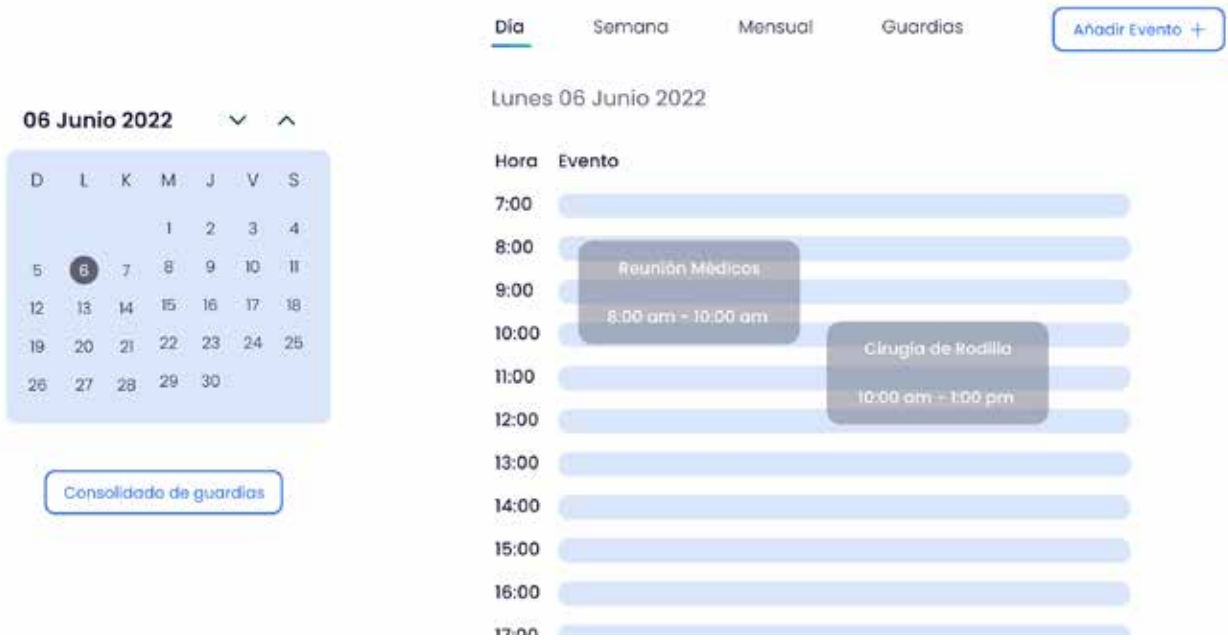 Día Semana Mensual Guardias Añadir Evento +
06 Junio 2022
D L K M J V S
1 2 3 4
5 6 7 8 9 10 11
12 13 14 15 16 17 18
19 20 21 22 23 24 25
26 27 28 29 30
Consolidado de guardias
Lunes 06 Junio 2022
Hora Evento
7:00
8:00
Reunión Médicos
9:00
8:00 am - 10:00 am
10:00
Cirugía de Rodilla
11:00
10:00 am - 1:00 pm
12:00
13:00
14:00
15:00
16:00
17:00